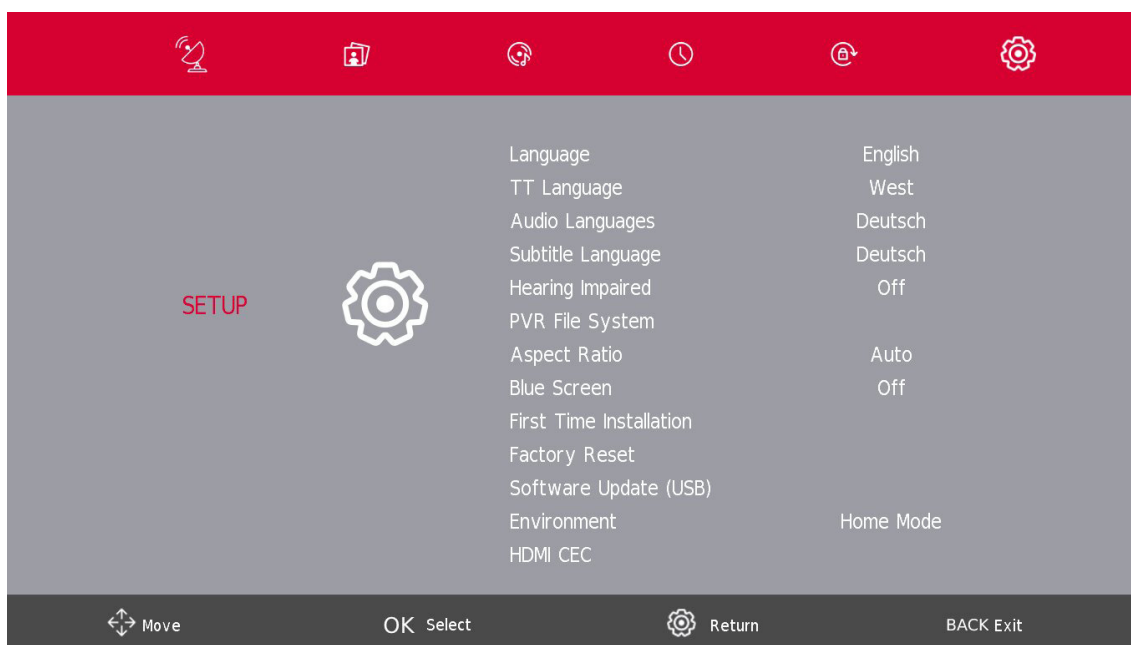 SETUP
Language English
TT Language West
Audio Languages Deutsch
Subtitle Language Deutsch
Hearing Impaired Off
PVR File System
Aspect Ratio Auto
Blue Screen Off
First Time Installation
Factory Reset
Software Update (USB)
Environment Home Mode
HDMI CEC
Move OK Select Return BACK Exit